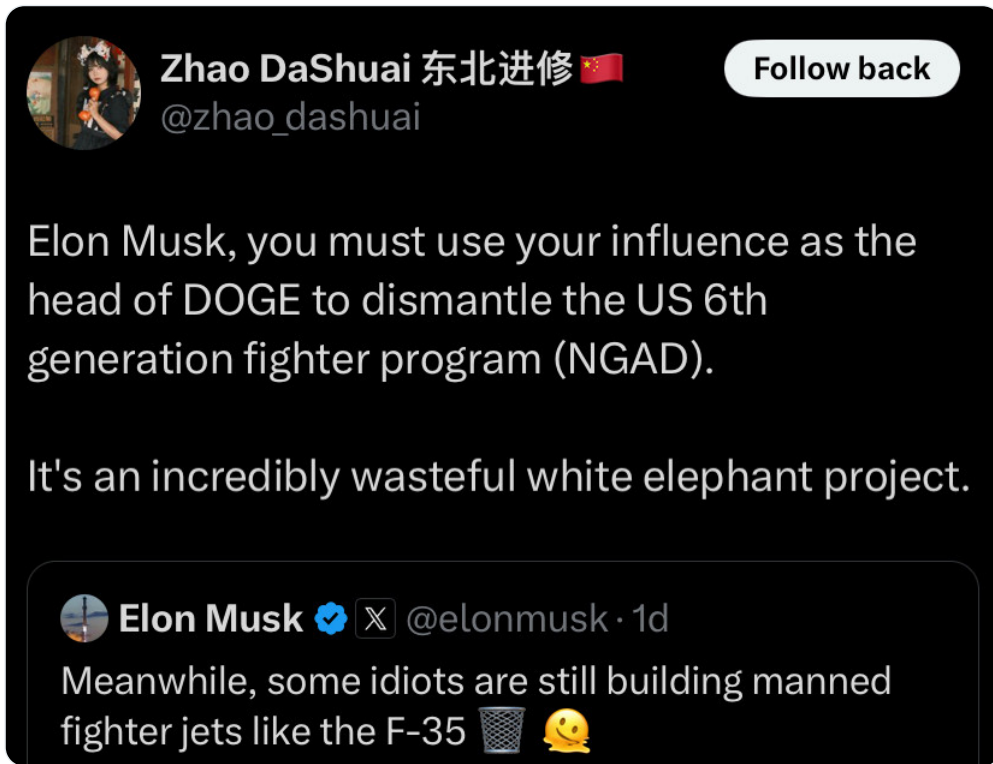 Zhao DaShuai 东北进修🇨🇳
Follow back
@zhao_dashuai
Elon Musk, you must use your influence as the
head of DOGE to dismantle the US 6th
generation fighter program (NGAD).
It's an incredibly wasteful white elephant project.
Elon Musk X @elonmusk · 1d
Meanwhile, some idiots are still building manned
fighter jets like the F-35 🗑️ 🫠